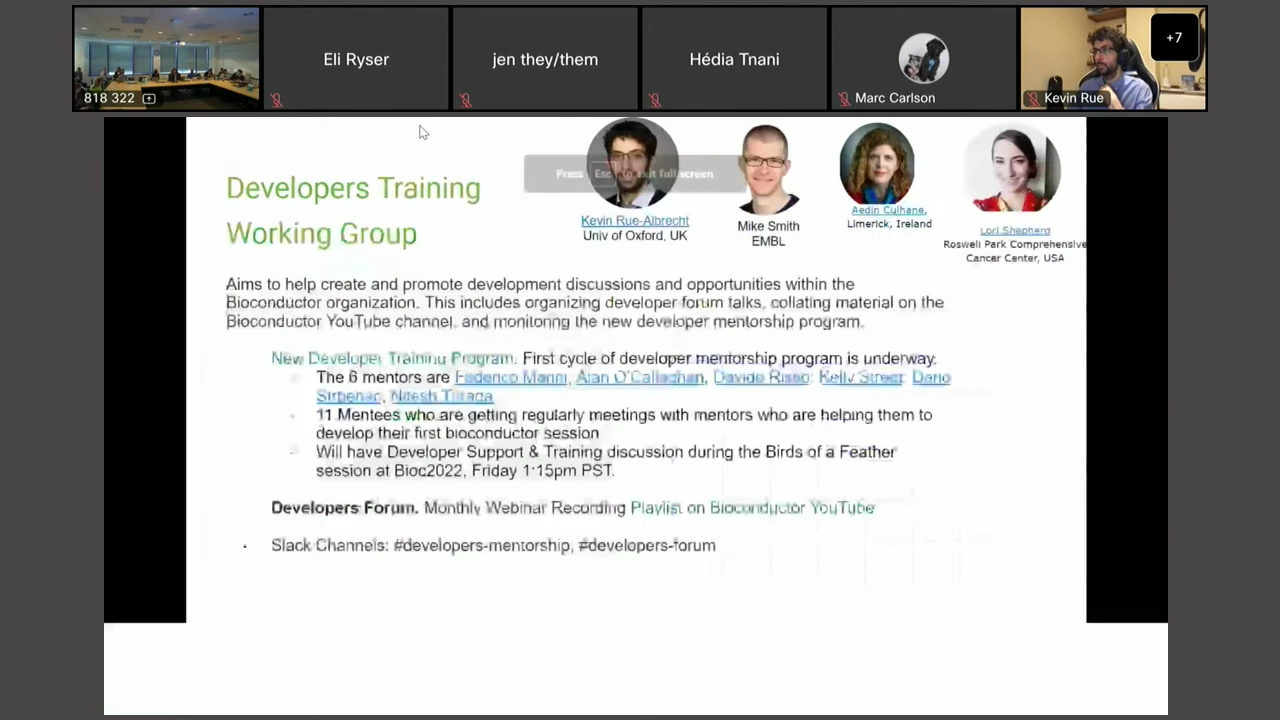 Eli Ryser
jen they/them
Hédia Tnani
+7
818 322
Marc Carlson
Kevin Rue
Press Esc to exit full screen
Developers Training
Working Group
Kevin Rue-Albrecht
Univ of Oxford, UK
Mike Smith
EMBL
Aedin Culhane,
Limerick, Ireland
Lori Shepherd
Roswell Park Comprehensive
Cancer Center, USA
Aims to help create and promote development discussions and opportunities within the
Bioconductor organization. This includes organizing developer forum talks, collating material on the
Bioconductor YouTube channel, and monitoring the new developer mentorship program.
New Developer Training Program. First cycle of developer mentorship program is underway.
The 6 mentors are Federico Marini, Alan O'Callaghan, Davide Risso, Kelly Street, Dario
Nitesh Turaga
11 Mentees who are getting regularly meetings with mentors who are helping them to
develop their first bioconductor session
Will have Developer Support & Training discussion during the Birds of a Feather
session at Bioc2022, Friday 1:15pm PST.
Developers Forum. Monthly Webinar Recording Playlist on Bioconductor YouTube
· Slack Channels: #developers-mentorship, #developers-forum